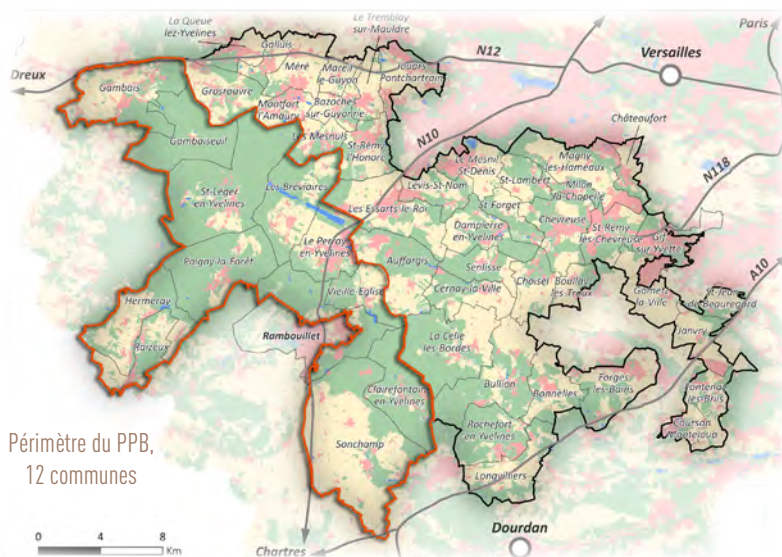 La Queue
lez-Yvelines
Le Tremblay
sur-Mauldre
Paris
Galluis
Méré
Mareil
le-Guyon
Jouars
Pontchartrain
N12
Versailles
Dreux
Gambais
Grosrouvre
Montfort
l'Amaury
Bazoches
sur-Guyonne
Les Mesnuls
St-Rémy
l'Honoré
N10
Châteaufort
Gambaiseuil
Le Mesnil
St-Denis
Magny
les-Hameaux
N118
Levis-St-Nom
St-Lambert
Milon
la-Chapelle
St-Léger
en-Yvelines
Les Bréviaires
Les Essarts-le-Roi
St-Forget
Chevreuse
St-Remy
lès-Chevreuse
Gif
sur-Yvette
Dampierre
en-Yvelines
Le Perray
en-Yvelines
A10
Poigny-la-Forêt
Auffargis
Senlisse
Choisel
Boullay
les Troux
Gometz
la-Ville
St-Jean
de-Beauregard
Hermeray
Vieille-Eglise
Cernay-la-Ville
Raizeux
Rambouillet
La Celle
les-Bordes
Janvry
Clairefontaine
en-Yvelines
Bullion
Bonnelles
Forges
les-Bains
Fontenay
les-Briis
Rochefort
en-Yvelines
Courson
Monteloup
Périmètre du PPB,
12 communes
Sonchamp
Longvilliers
Dourdan
0 4 8
Km
Chartres